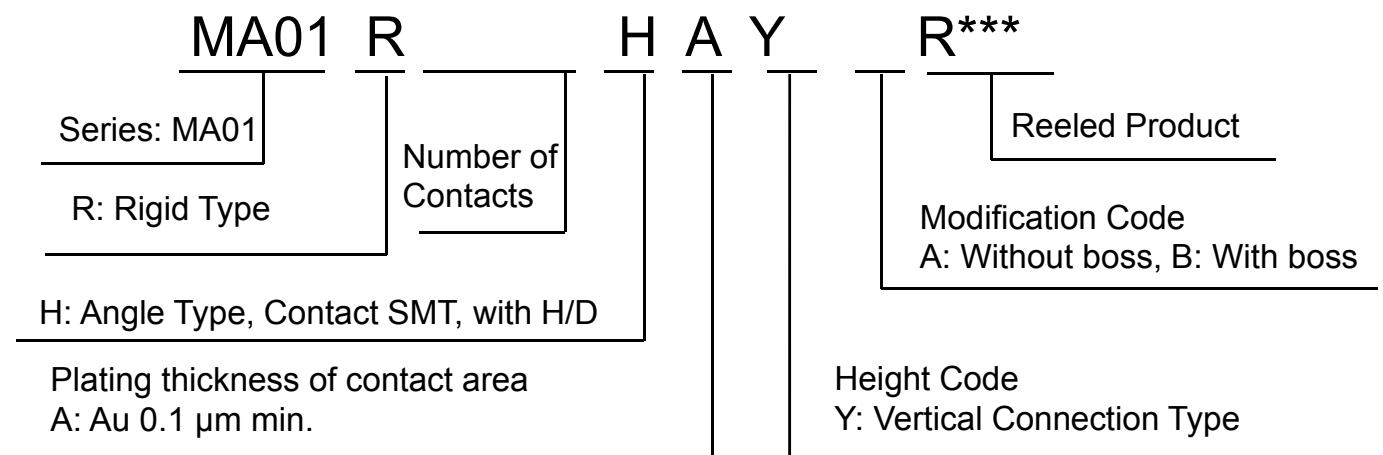 MA01 R H A Y R***
Series: MA01
Reeled Product
Number of
Contacts
R: Rigid Type
Modification Code
A: Without boss, B: With boss
H: Angle Type, Contact SMT, with H/D
Plating thickness of contact area
A: Au 0.1 μm min.
Height Code
Y: Vertical Connection Type